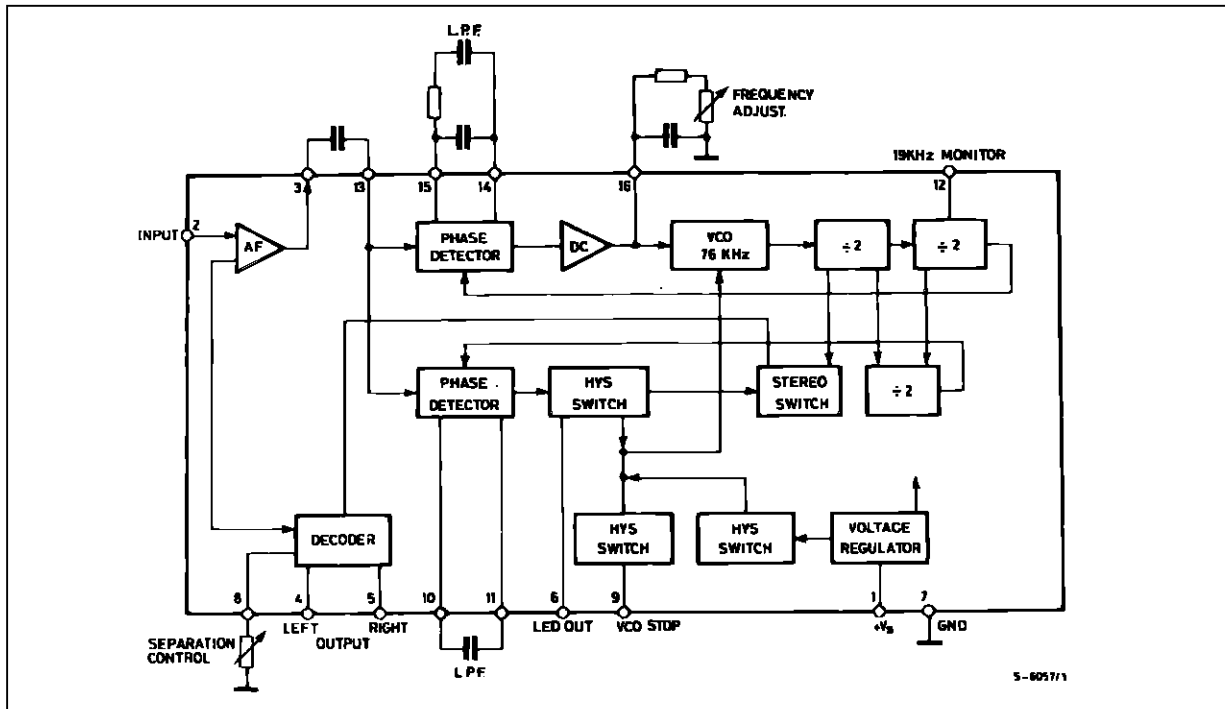 L.P.F.
FREQUENCY
ADJUST.
19KHz MONITOR
3
13
15
14
16
12
INPUT
2
AF
PHASE
DETECTOR
DC
VCO
76 KHz
÷2
÷2
PHASE
DETECTOR
HYS
SWITCH
STEREO
SWITCH
÷2
DECODER
HYS
SWITCH
HYS
SWITCH
VOLTAGE
REGULATOR
8
4
5
10
11
6
9
1
7
LEFT
RIGHT
OUTPUT
LED OUT
VCO STOP
+Vs
GND
SEPARATION
CONTROL
L.P.F.
S-6057/1